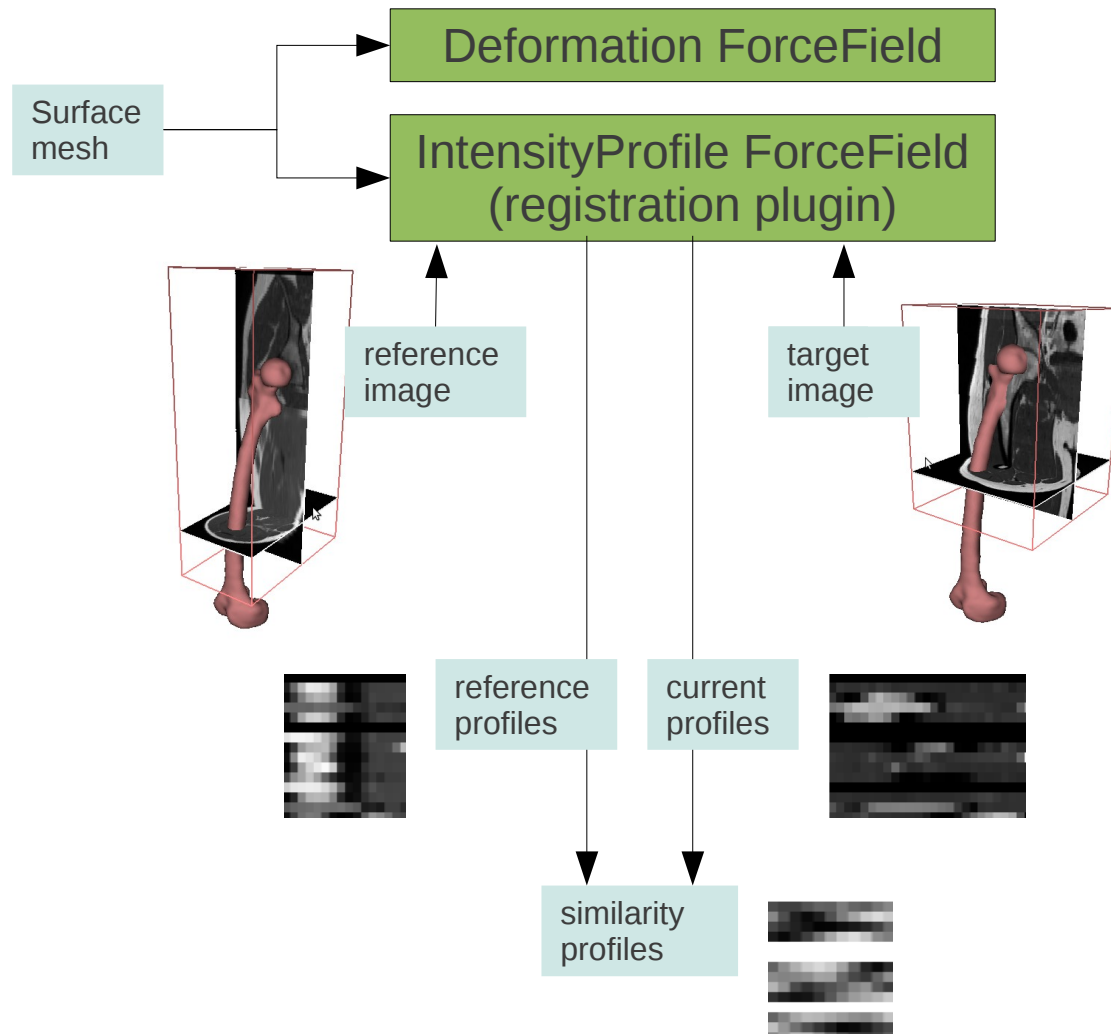 Deformation ForceField
Surface
mesh
IntensityProfile ForceField
(registration plugin)
reference
image
target
image
reference
profiles
current
profiles
similarity
profiles